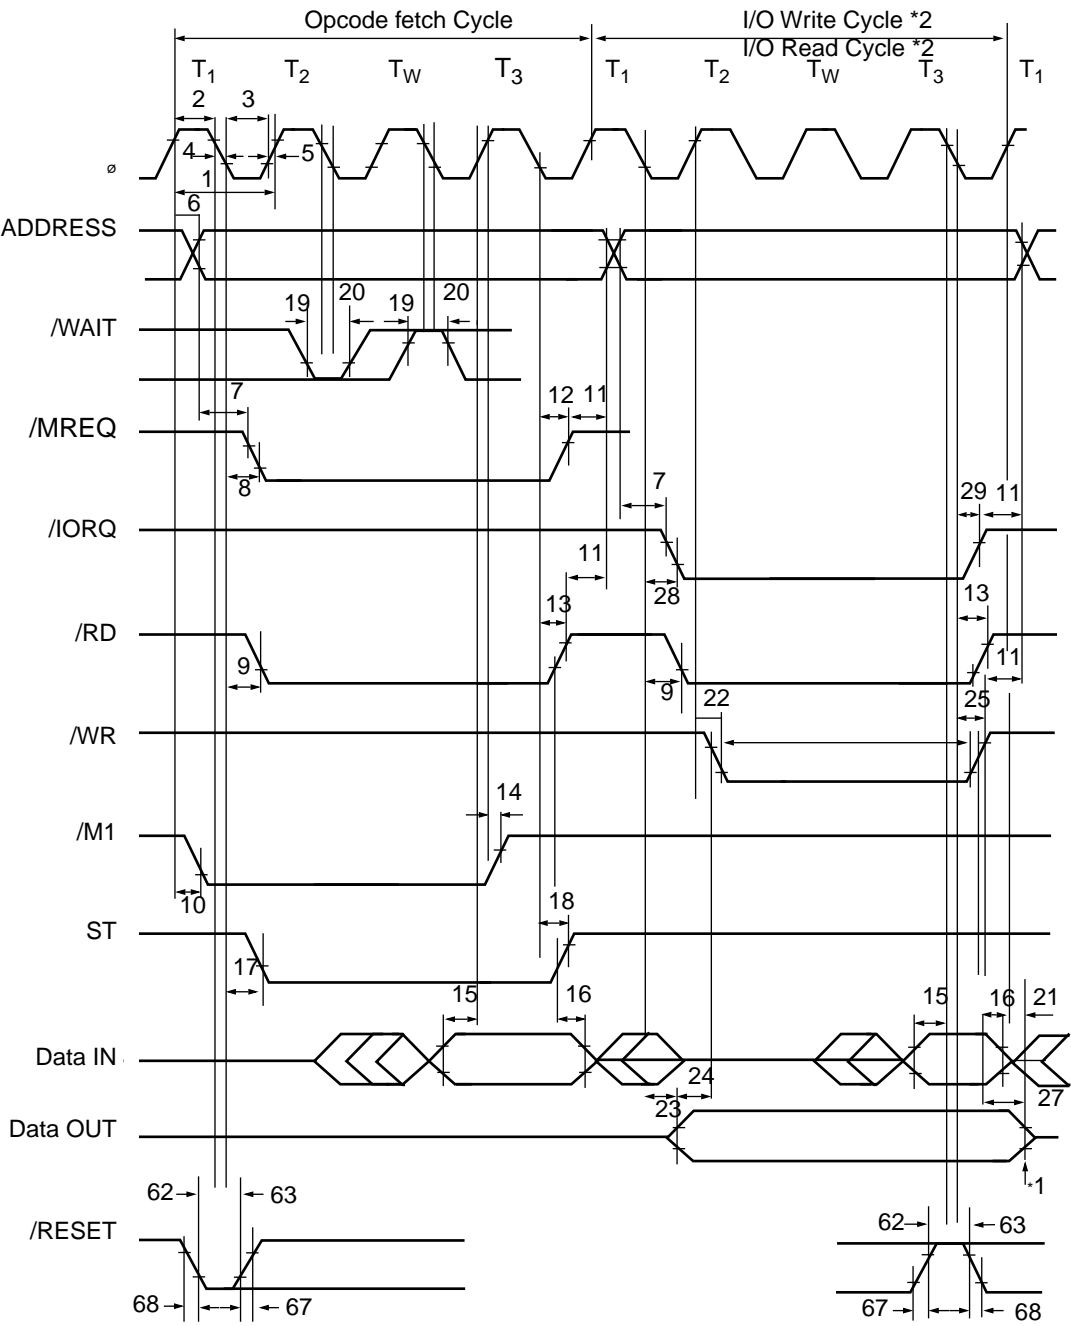 Opcode fetch Cycle
I/O Write Cycle *2
I/O Read Cycle *2
T1 T2 TW T3 T1 T2 TW T3 T1
2 3
4 5
ø
1
6
ADDRESS
19 20 19 20
/WAIT
7 12 11
/MREQ
8
7 29 11
/IORQ
11 28
13 13
/RD
9 9 11
22 25
/WR
14
/M1
10
18
ST
17
15 16 15 16 21
Data IN
24
23 27
Data OUT
*1
62 63 62 63
/RESET
68 67 67 68